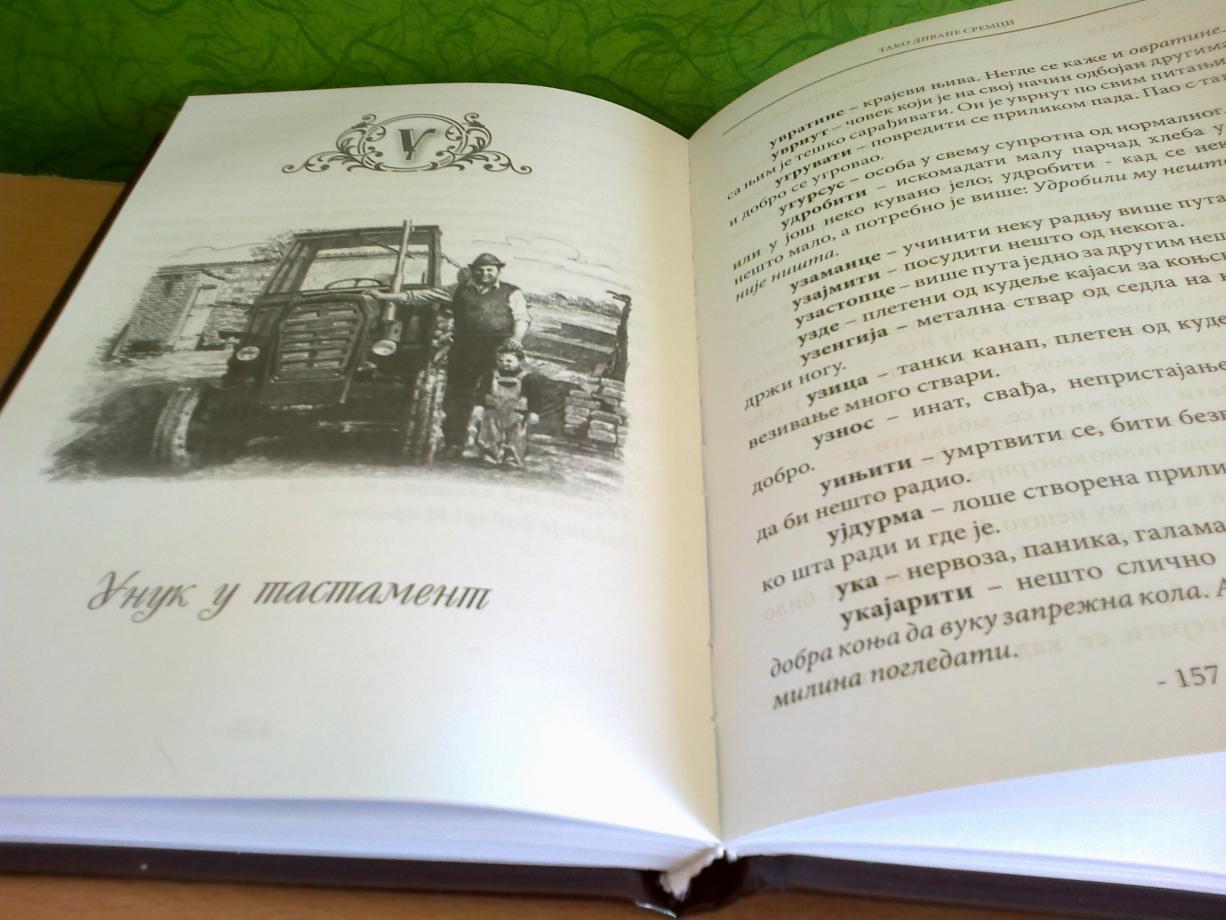 У
Унук у тастамент
ТАКО ДИВАНЕ СРЕМЦИ
увратине – крајеви њива. Негде се каже и овратине.
уврнут – човек који је на свој начин одбојан другима
са њим је тешко сарађивати. Он је уврнут по свим питањи
угрувати – повредити се приликом пада. Пао с та
и добро се угрувао.
угурсус – особа у свему супротна од нормалног.
удробити – искомадати малу парчад хлеба у
или у још неко кувано јело; удробити - кад се нек
нешто мало, а потребно је више: Удробили му нешт
није ништа.
узаманце – учинити неку радњу више пута
узајмити – посудити нешто од некога.
узастопце – више пута једно за другим неш
узде – плетени од кудеље кајаси за коњск
узенгија – метална ствар од седла на к
држи ногу.
узица – танки канап, плетен од куде
везивање много ствари.
узнос – инат, свађа, непристајање
добро.
уињити – умртвити се, бити безв
да би нешто радио.
ујдурма – лоше створена прили
ко шта ради и где је.
ука – нервоза, паника, галама
укајарити – нешто слично
добра коња да вуку запрежна кола. А
милина погледати.
- 157